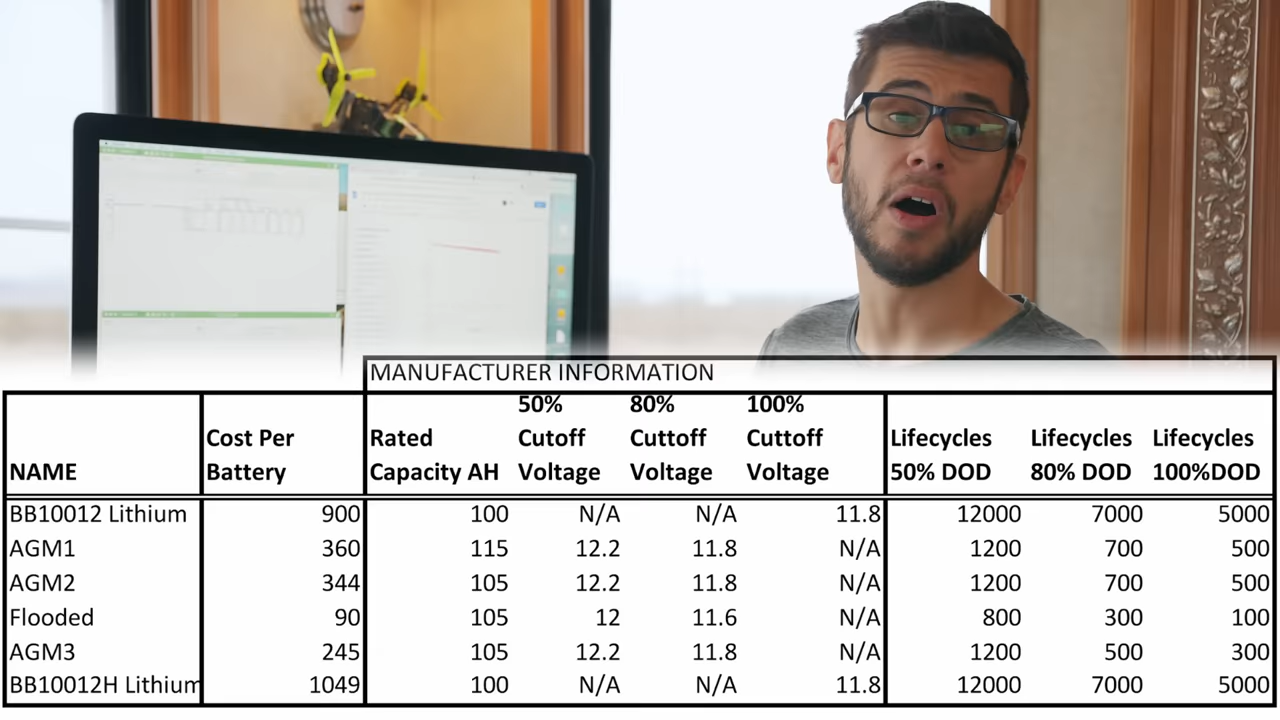 MANUFACTURER INFORMATION
NAME Cost Per Battery Rated Capacity AH 50% Cutoff Voltage 80% Cuttoff Voltage 100% Cuttoff Voltage Lifecycles 50% DOD Lifecycles 80% DOD Lifecycles 100%DOD
BB10012 Lithium 900 100 N/A N/A 11.8 12000 7000 5000
AGM1 360 115 12.2 11.8 N/A 1200 700 500
AGM2 344 105 12.2 11.8 N/A 1200 700 500
Flooded 90 105 12 11.6 N/A 800 300 100
AGM3 245 105 12.2 11.8 N/A 1200 500 300
BB10012H Lithium 1049 100 N/A N/A 11.8 12000 7000 5000